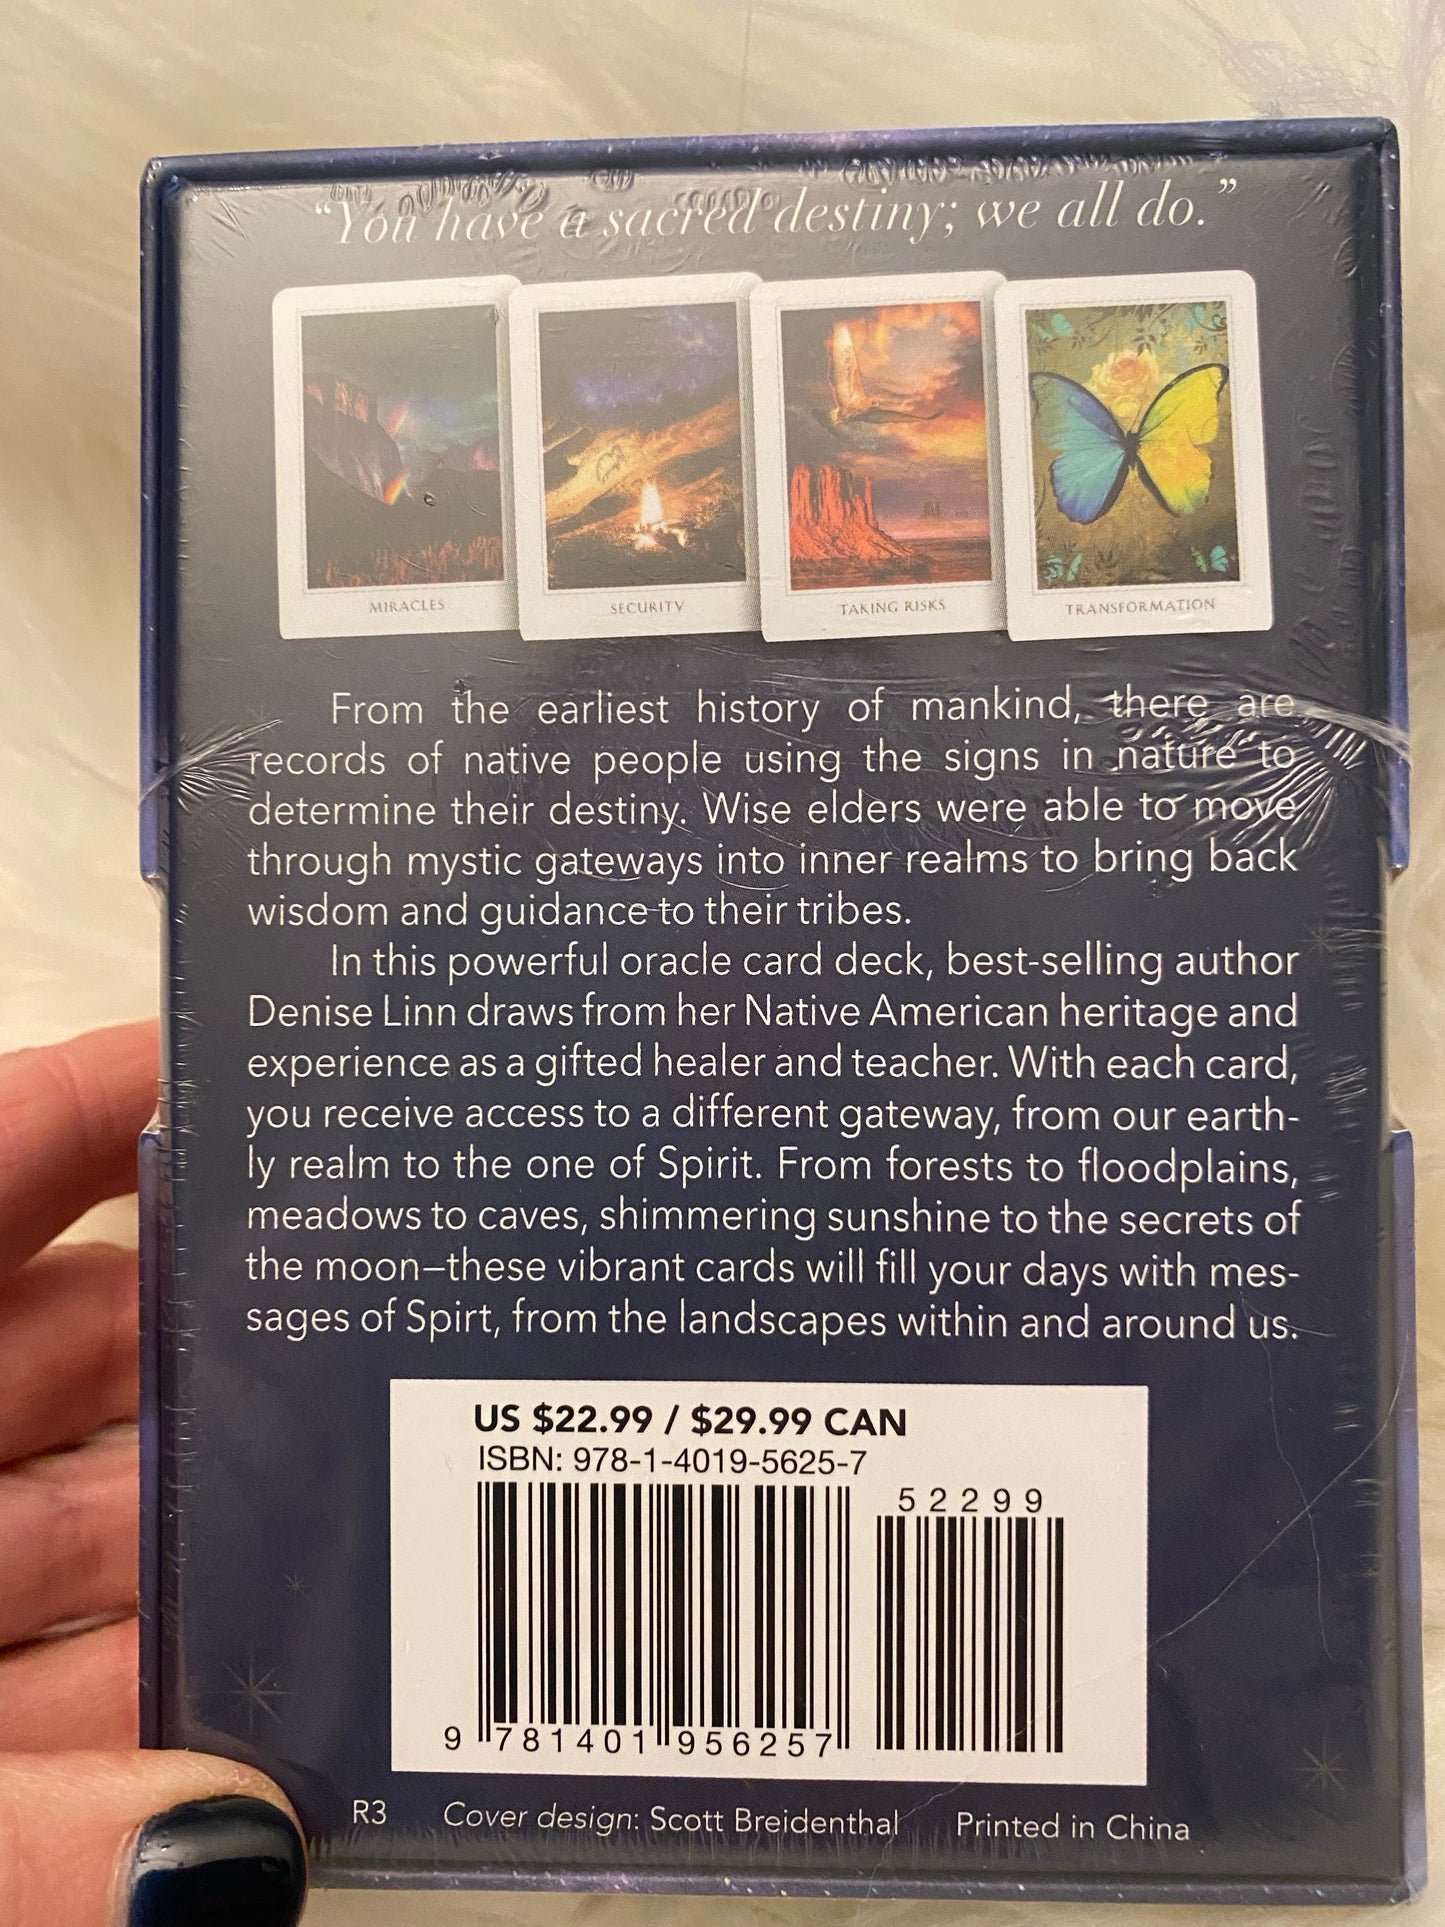 “You have a sacred destiny; we all do.”
MIRACLES
SECURITY
TAKING RISKS
TRANSFORMATION
From the earliest history of mankind, there are
records of native people using the signs in nature to
determine their destiny. Wise elders were able to move
through mystic gateways into inner realms to bring back
wisdom and guidance to their tribes.
In this powerful oracle card deck, best-selling author
Denise Linn draws from her Native American heritage and
experience as a gifted healer and teacher. With each card,
you receive access to a different gateway, from our earth-
ly realm to the one of Spirit. From forests to floodplains,
meadows to caves, shimmering sunshine to the secrets of
the moon—these vibrant cards will fill your days with mes-
sages of Spirt, from the landscapes within and around us.
US $22.99 / $29.99 CAN
ISBN: 978-1-4019-5625-7
52299
9 781401 956257
R3 Cover design: Scott Breidenthal Printed in China